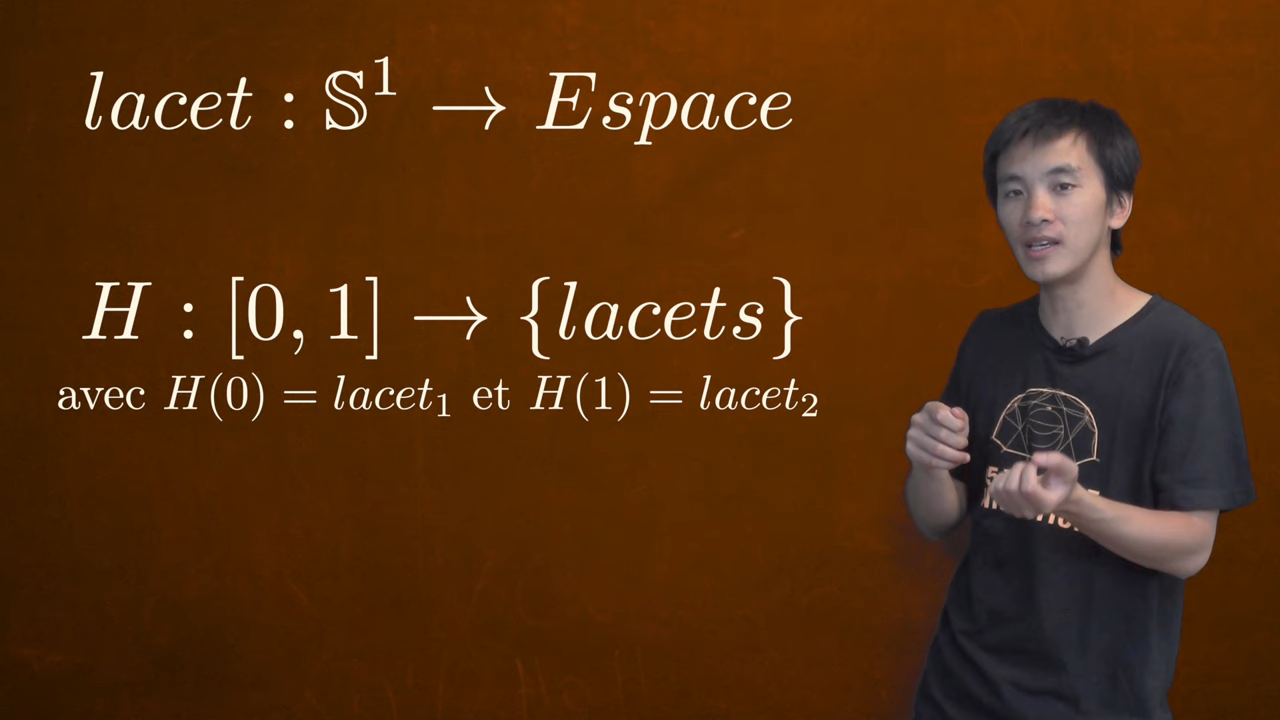 lacet : 𝕊¹ → Espace
H : [0, 1] → {lacets}
avec H(0) = lacet₁ et H(1) = lacet₂